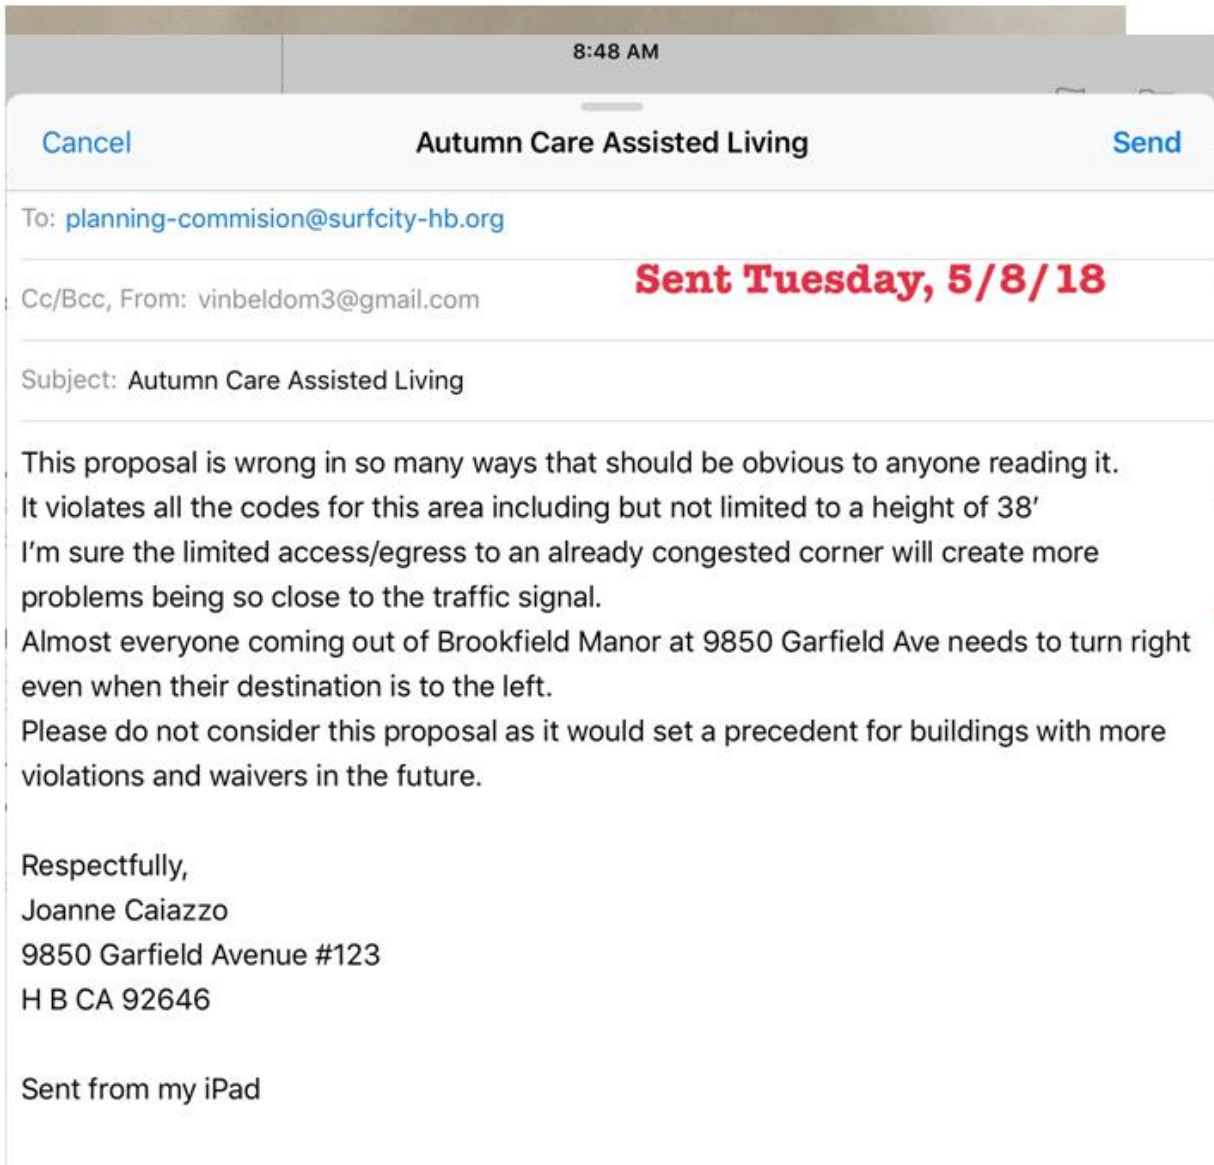 8:48 AM
Cancel Autumn Care Assisted Living Send
To: planning-commision@surfcity-hb.org
Sent Tuesday, 5/8/18
Cc/Bcc, From: vinbeldom3@gmail.com
Subject: Autumn Care Assisted Living
This proposal is wrong in so many ways that should be obvious to anyone reading it.
It violates all the codes for this area including but not limited to a height of 38’
I’m sure the limited access/egress to an already congested corner will create more
problems being so close to the traffic signal.
Almost everyone coming out of Brookfield Manor at 9850 Garfield Ave needs to turn right
even when their destination is to the left.
Please do not consider this proposal as it would set a precedent for buildings with more
violations and waivers in the future.
Respectfully,
Joanne Caiazzo
9850 Garfield Avenue #123
H B CA 92646
Sent from my iPad